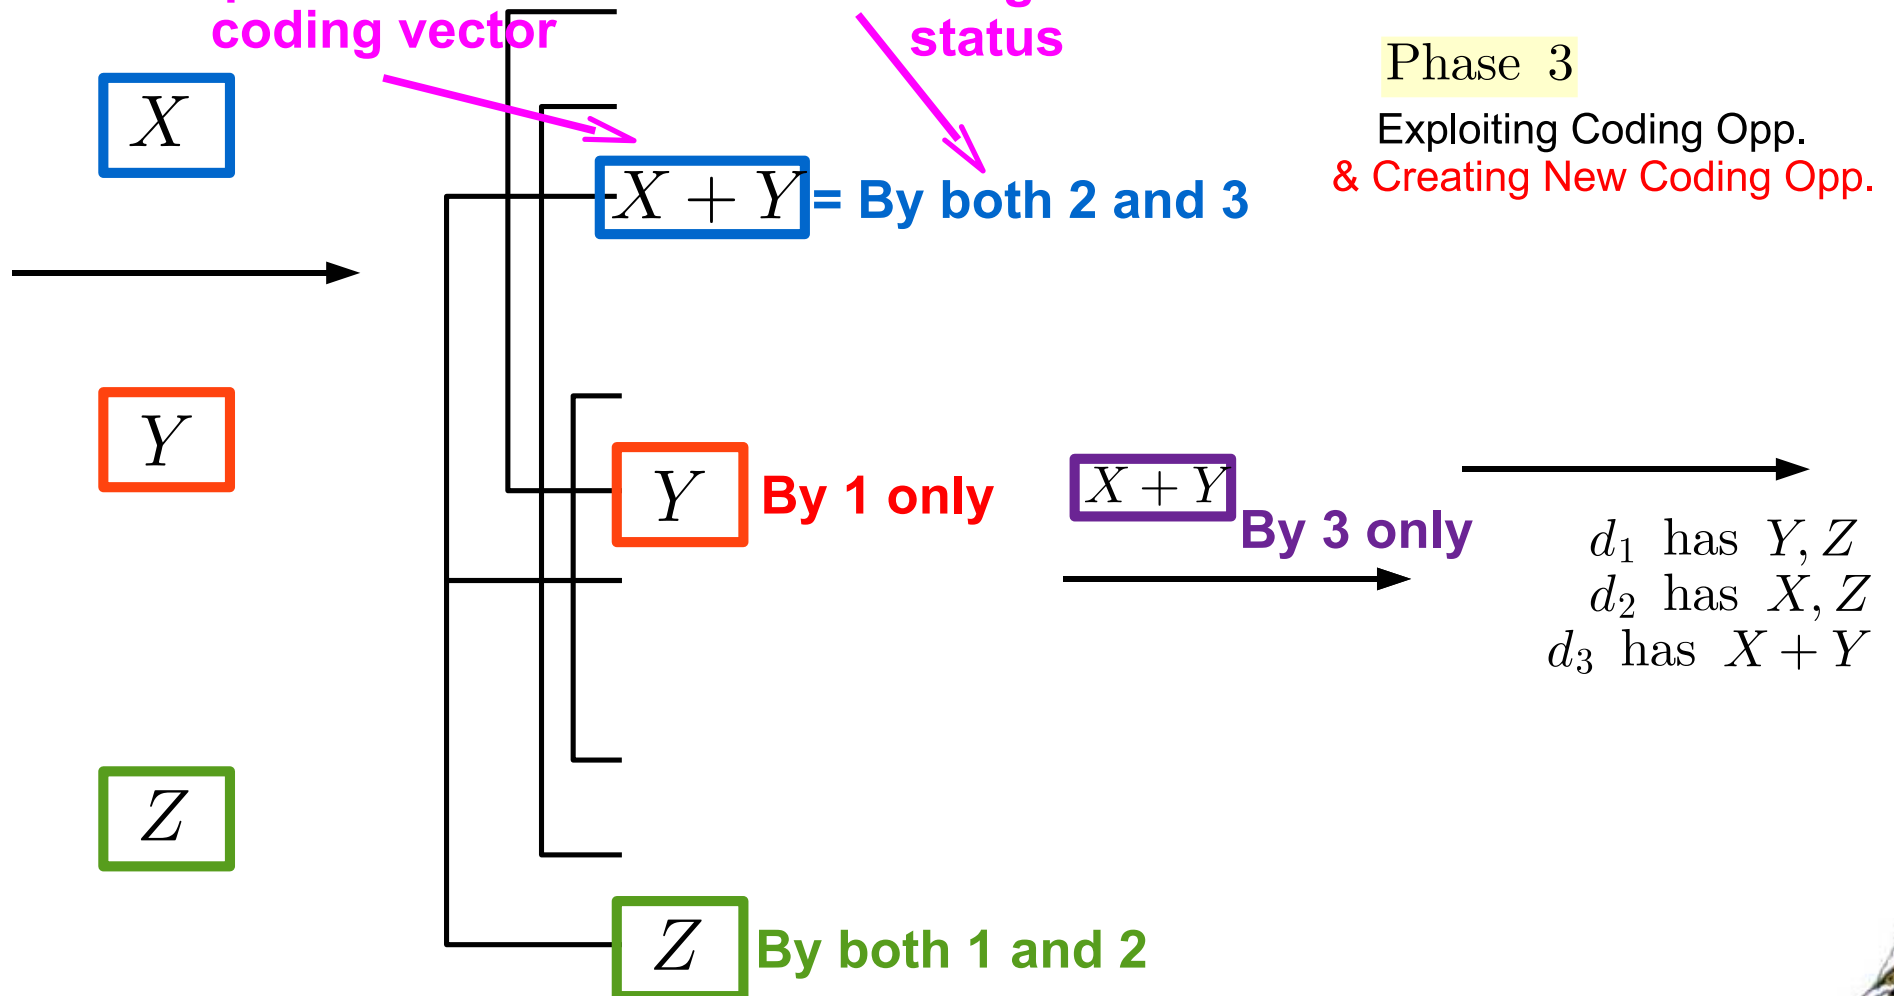 coding vector
status
Phase 3
Exploiting Coding Opp.
& Creating New Coding Opp.
X
X + Y = By both 2 and 3
Y
Y By 1 only
X + Y
By 3 only
d₁ has Y, Z
d₂ has X, Z
d₃ has X + Y
Z
Z By both 1 and 2